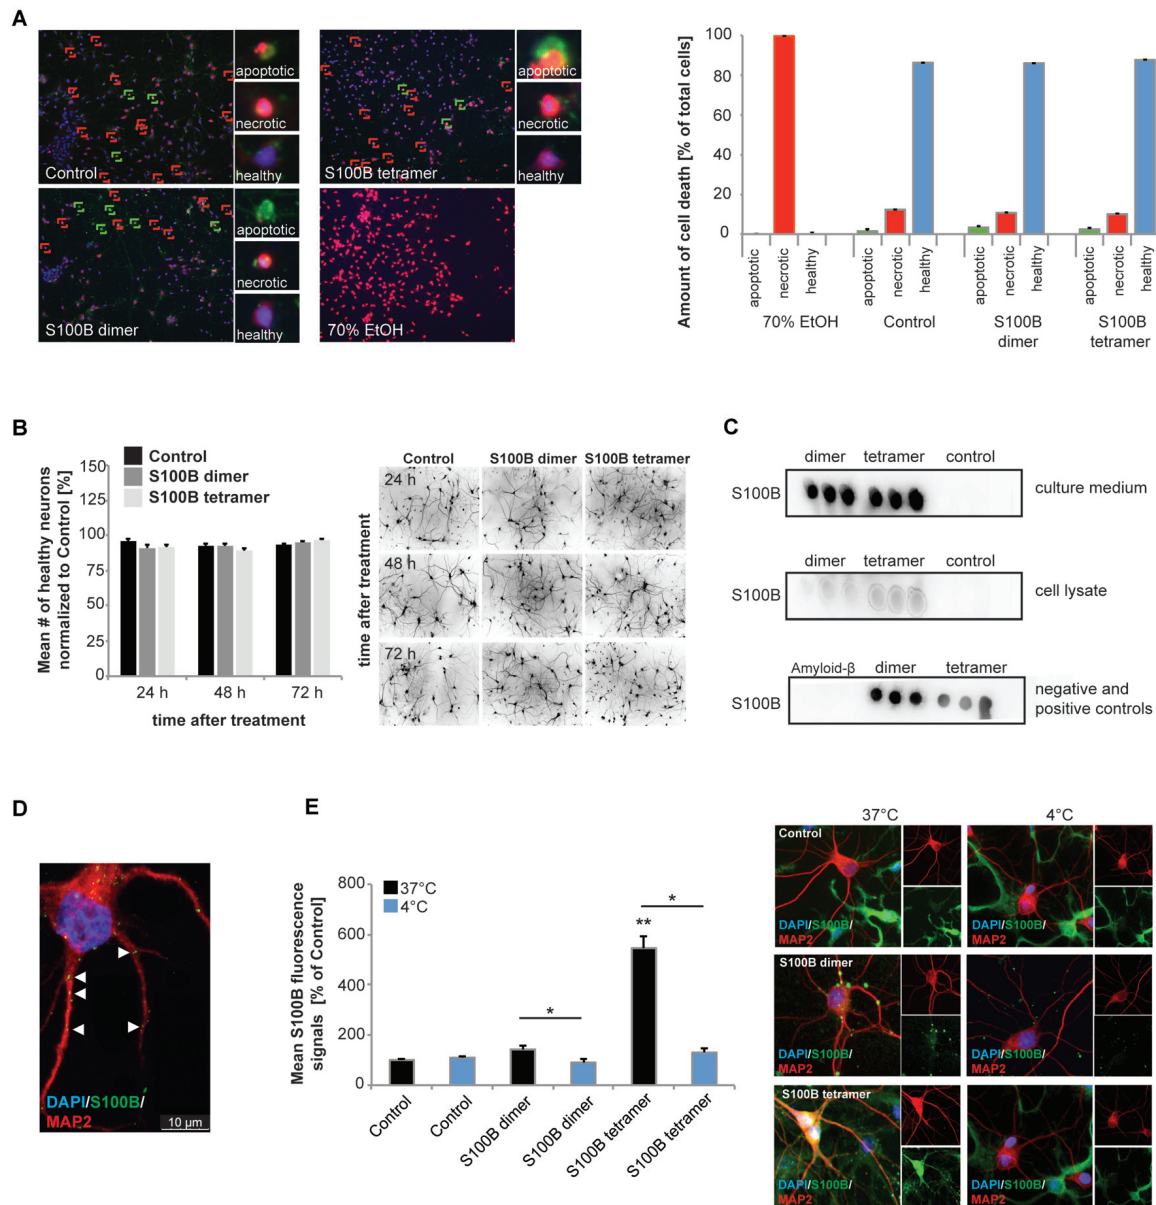 A
apoptotic
necrotic
Control
healthy
apoptotic
necrotic
S100B tetramer
healthy
apoptotic
necrotic
S100B dimer
healthy
70% EtOH
Amount of cell death [% of total cells]
100
80
60
40
20
0
apoptotic
necrotic
healthy
apoptotic
necrotic
healthy
apoptotic
necrotic
healthy
apoptotic
necrotic
healthy
70% EtOH
Control
S100B
dimer
S100B
tetramer
B
Control
S100B dimer
S100B tetramer
Mean # of healthy neurons
normalized to Control [%]
150
125
100
75
50
25
0
24 h
48 h
72 h
time after treatment
Control
S100B dimer
S100B tetramer
time after treatment
24 h
48 h
72 h
C
dimer tetramer control
S100B
culture medium
dimer tetramer control
S100B
cell lysate
Amyloid-β dimer tetramer
S100B
negative and
positive controls
D
DAPI/S100B/
MAP2
10 µm
E
Mean S100B fluorescence
signals [% of Control]
37°C
4°C
800
600
400
200
0
*
**
*
Control
Control
S100B dimer
S100B dimer
S100B tetramer
S100B tetramer
37°C
4°C
Control
DAPI/S100B/
MAP2
DAPI/S100B/
MAP2
S100B dimer
DAPI/S100B/
MAP2
DAPI/S100B/
MAP2
S100B tetramer
DAPI/S100B/
MAP2
DAPI/S100B/
MAP2